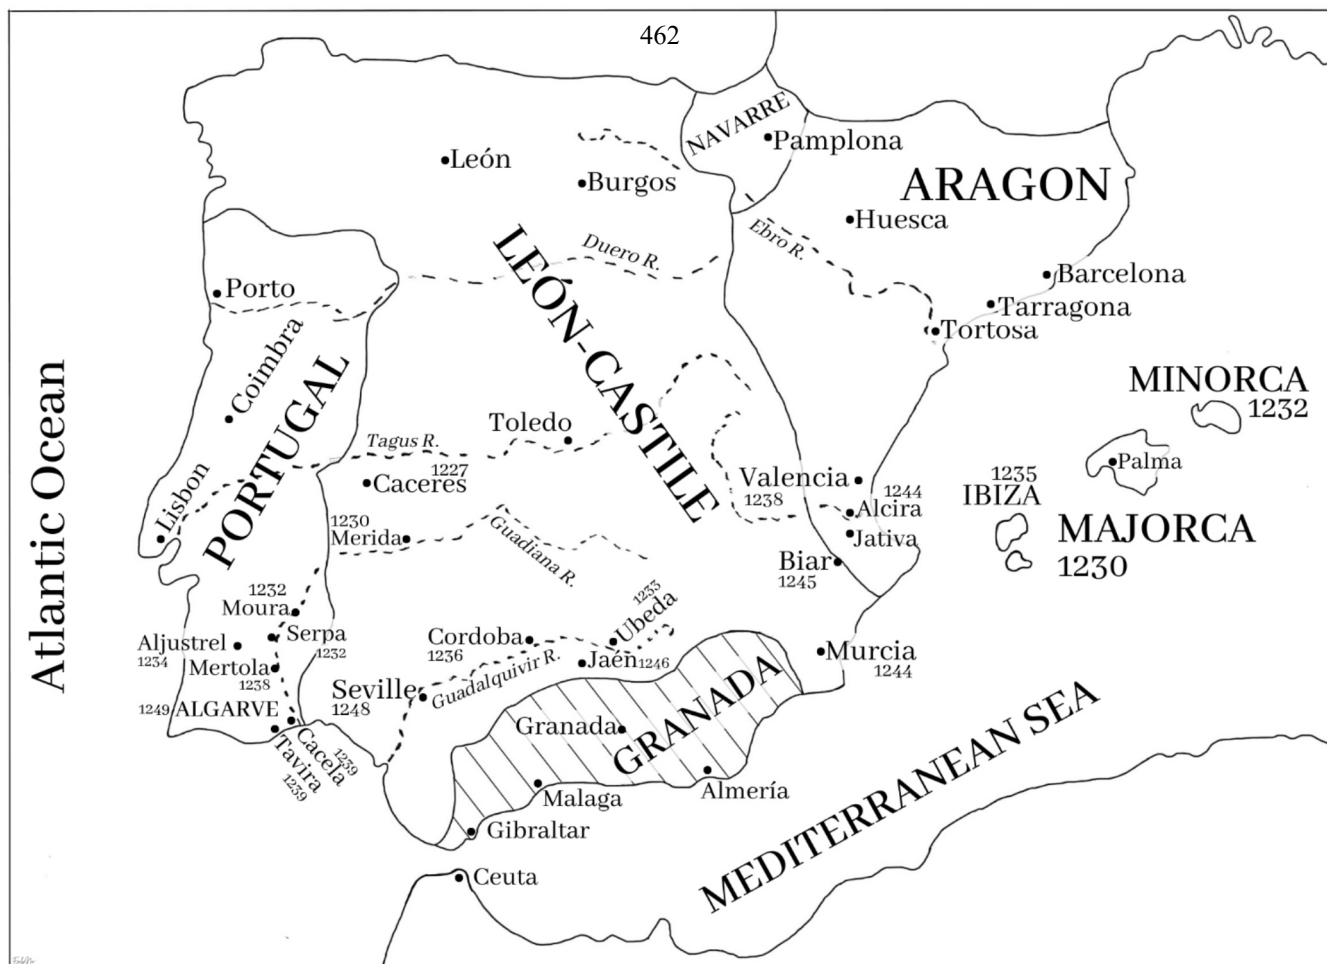 462
NAVARRE
Pamplona
León
Burgos
ARAGON
Huesca
Ebro R.
Duero R.
LEÓN-CASTILE
Porto
Barcelona
Tarragona
Tortosa
Coimbra
PORTUGAL
Atlantic Ocean
MINORCA
1232
Toledo
Tagus R.
1227
Caceres
Valencia
1238
1244
Alcira
Jativa
1235
IBIZA
Palma
MAJORCA
1230
Lisbon
1230
Merida
Guadiana R.
Biar
1245
1232
Moura
Serpa
1232
Aljustrel
1234
Mertola
1238
Cordoba
1236
1233
Ubeda
Jaén 1246
Guadalquivir R.
Murcia
1244
Seville
1248
1249 ALGARVE
Cacela
1239
Tavira
1239
Granada
GRANADA
Malaga
Almería
Gibraltar
Ceuta
MEDITERRANEAN SEA